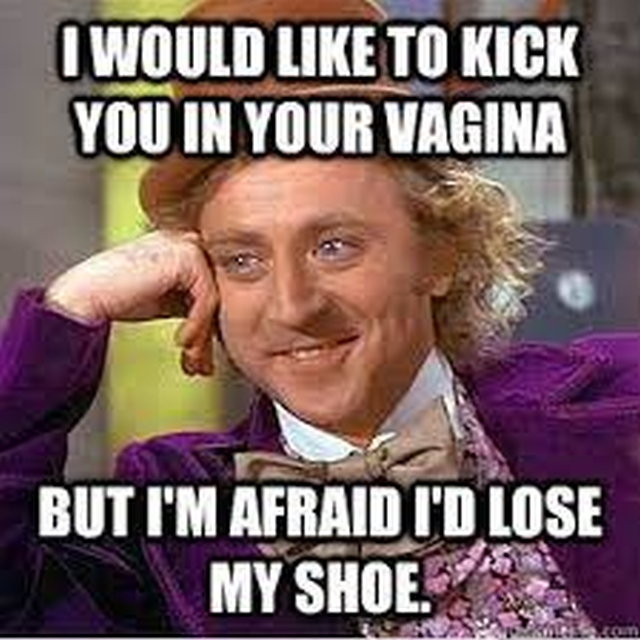 I WOULD LIKE TO KICK
YOU IN YOUR VAGINA
BUT I'M AFRAID I'D LOSE
MY SHOE.